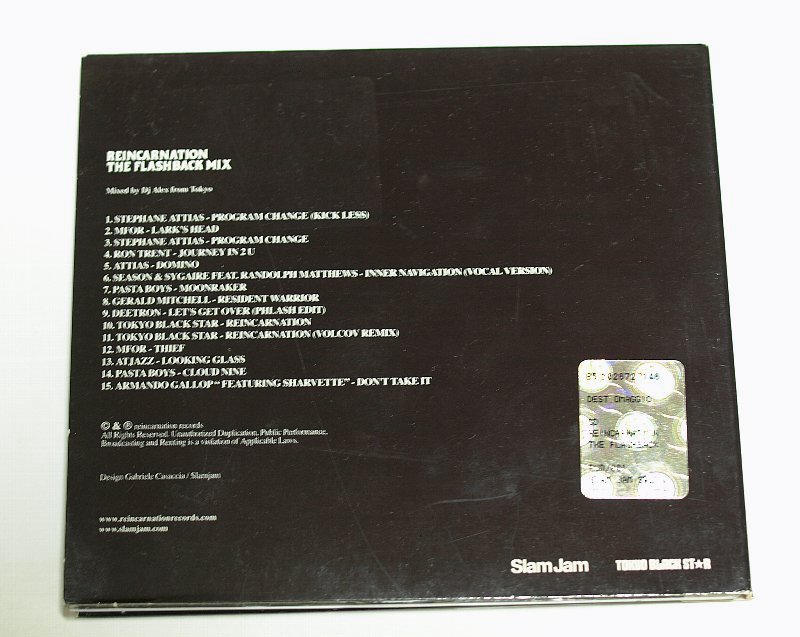 REINCARNATION
THE FLASHBACK MIX
Mixed by Dj Alex from Tokyo
1. STEPHANE ATTIAS - PROGRAM CHANGE (KICK LESS)
2. MFOR - LARK'S HEAD
3. STEPHANE ATTIAS - PROGRAM CHANGE
4. RON TRENT - JOURNEY IN 2 U
5. ATTIAS - DOMINO
6. SEASON & SYGAIRE FEAT. RANDOLPH MATTHEWS - INNER NAVIGATION (VOCAL VERSION)
7. PASTA BOYS - MOONRAKER
8. GERALD MITCHELL - RESIDENT WARRIOR
9. DEETRON - LET'S GET OVER (PHLASH EDIT)
10. TOKYO BLACK STAR - REINCARNATION
11. TOKYO BLACK STAR - REINCARNATION (VOLCOV REMIX)
12. MFOR - THIEF
13. ATJAZZ - LOOKING GLASS
14. PASTA BOYS - CLOUD NINE
15. ARMANDO GALLOP "FEATURING SHARVETTE" - DON'T TAKE IT
© & ℗ reincarnation records
All Rights Reserved. Unauthorized Duplication, Public Performance,
Broadcasting and Renting is a violation of Applicable Laws.
Design Gabriele Casaccia / Slamjam
www.reincarnationrecords.com
www.slamjam.com
DEST OMAGGIO
THE FLASHBACK
Slam Jam
TOKYO BLACK ST★R